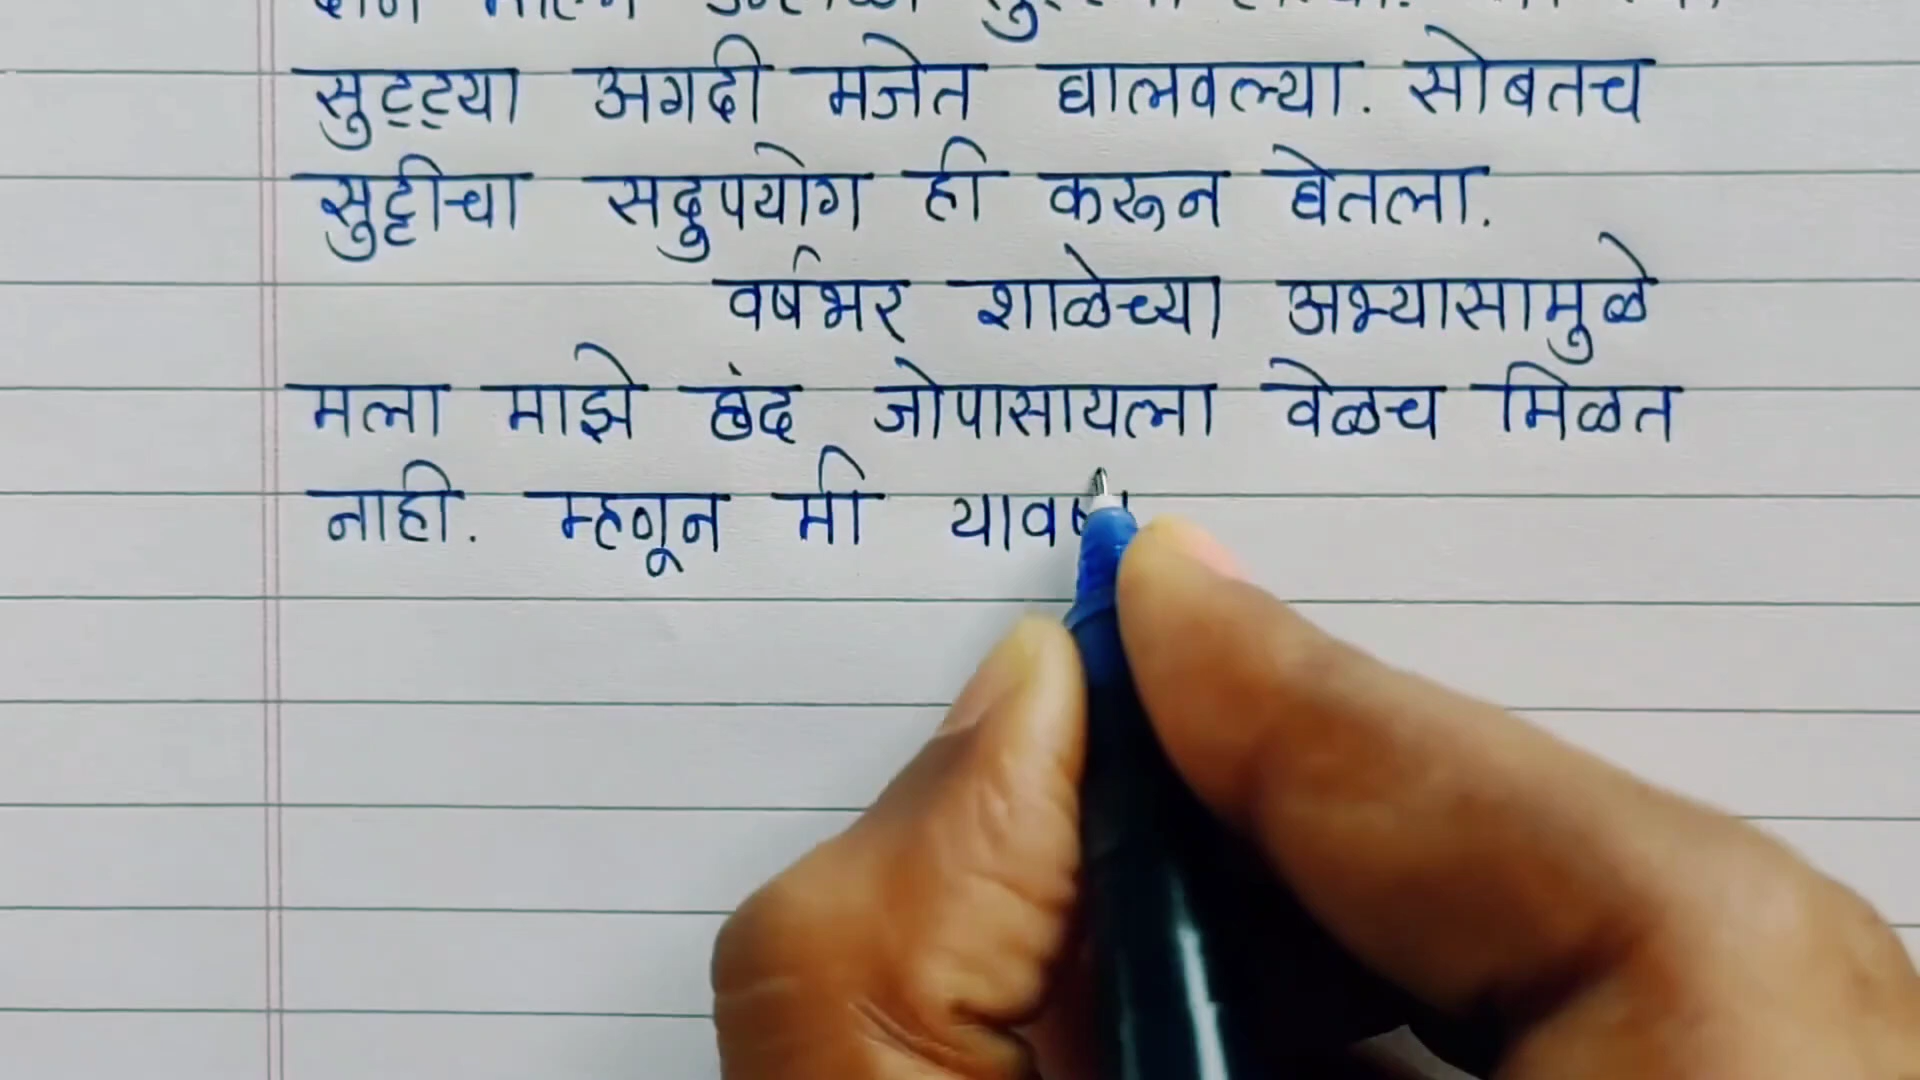 सुट्ट्या अगदी मजेत घालवल्या. सोबतच
सुट्टीचा सदुपयोग ही करून घेतला.
वर्षभर शाळेच्या अभ्यासामुळे
मला माझे छंद जोपासायला वेळच मिळत
नाही. म्हणून मी